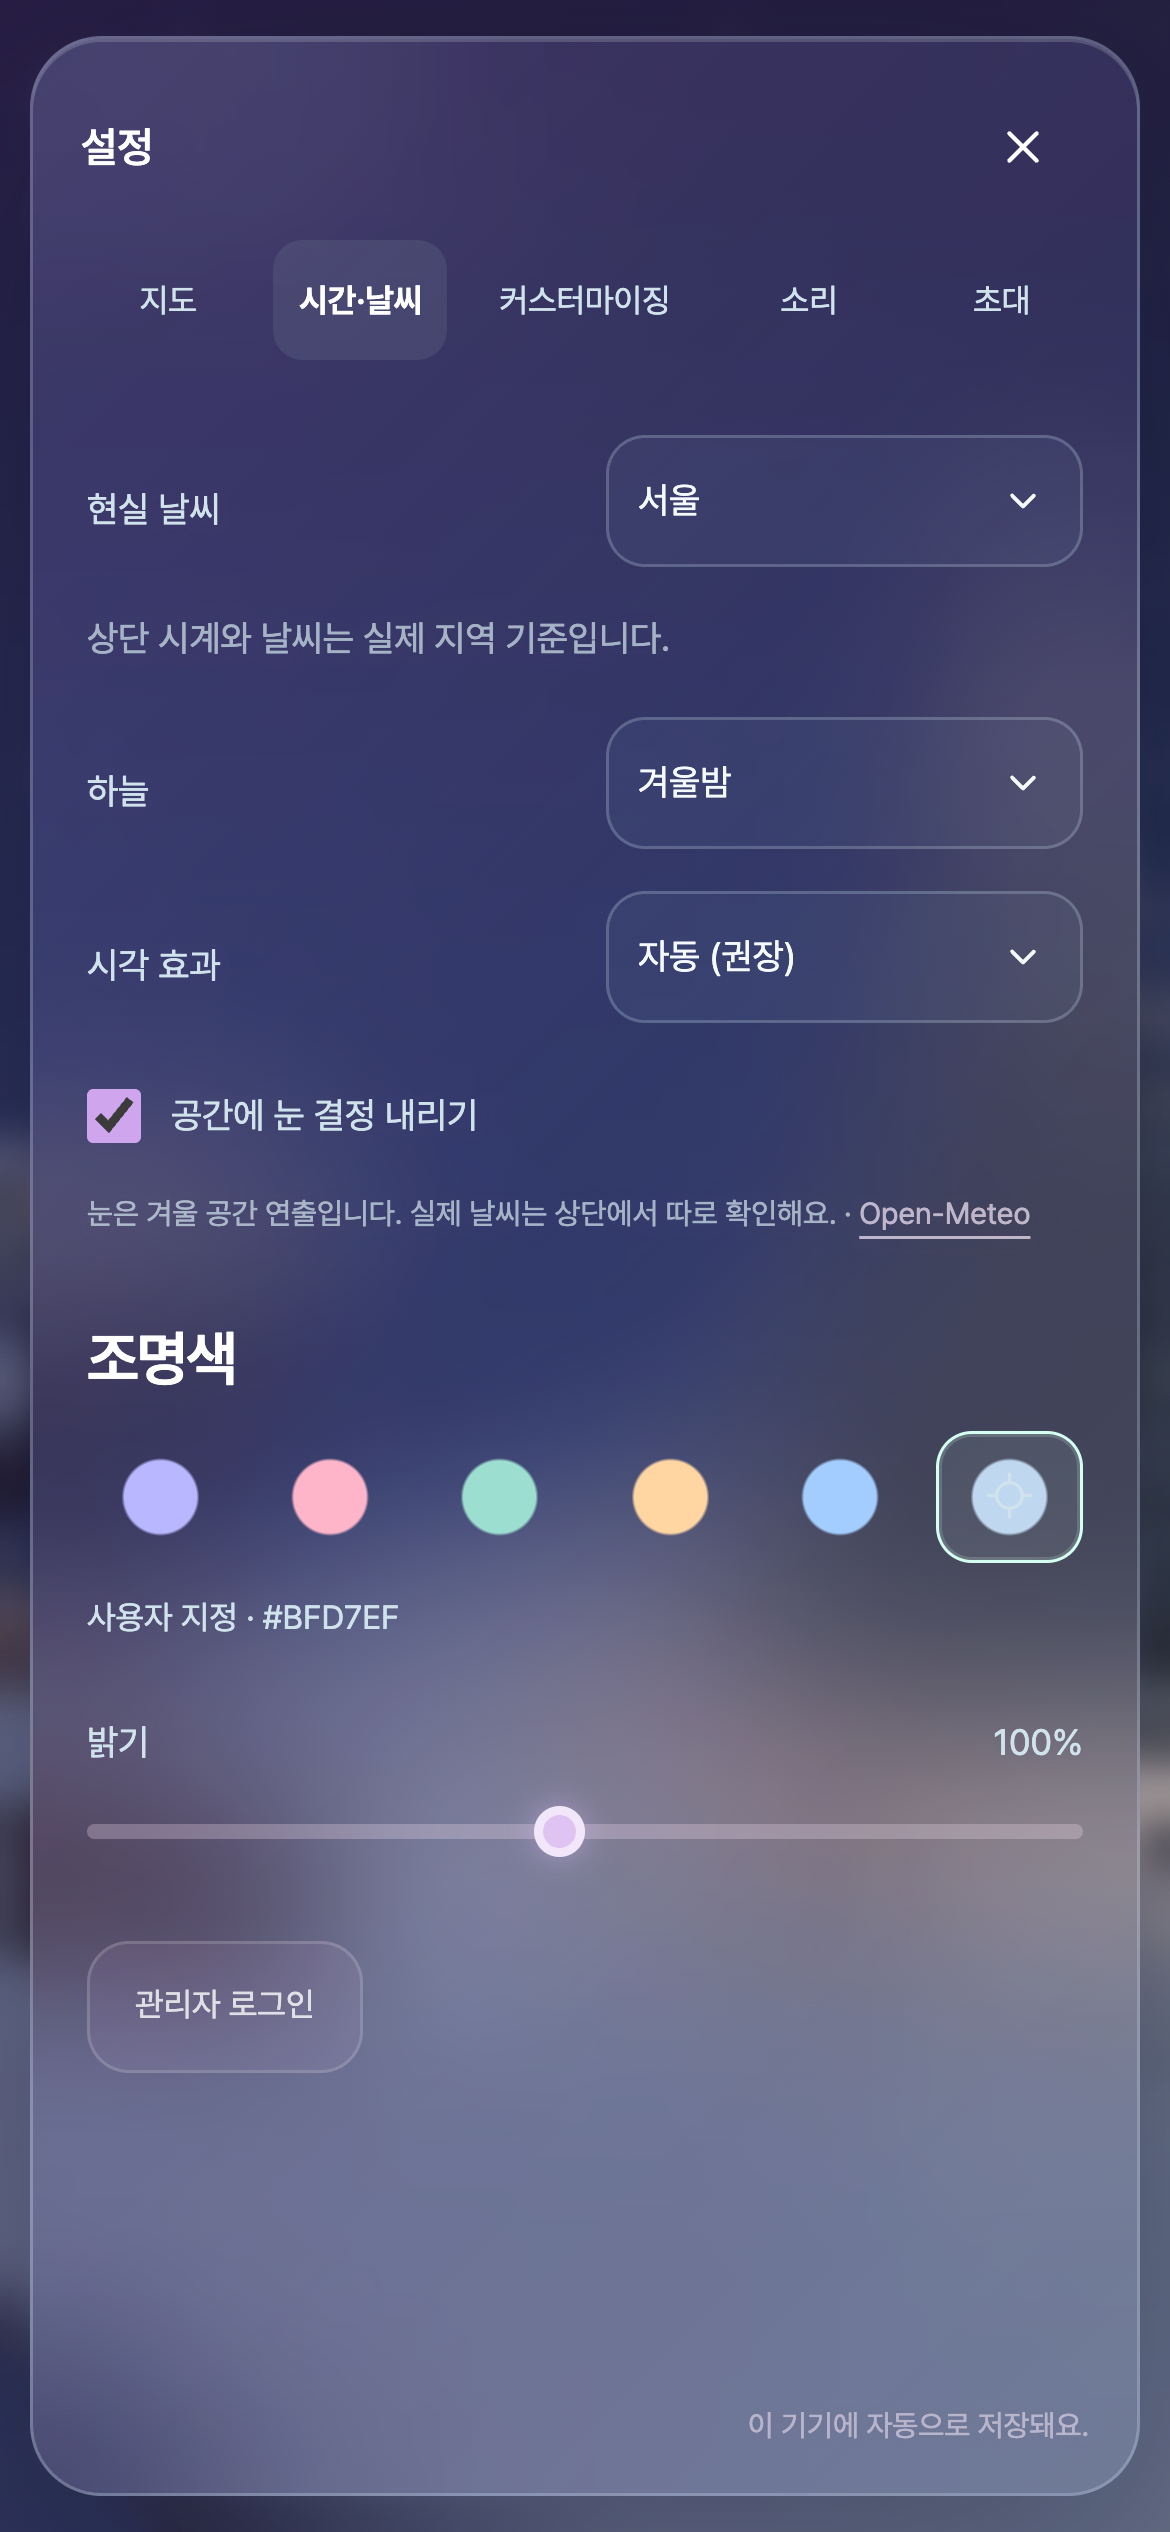 설정
지도 시간·날씨 커스터마이징 소리 초대
현실 날씨 서울
상단 시계와 날씨는 실제 지역 기준입니다.
하늘 겨울밤
시각 효과 자동 (권장)
공간에 눈 결정 내리기
눈은 겨울 공간 연출입니다. 실제 날씨는 상단에서 따로 확인해요. · Open-Meteo
조명색
사용자 지정 · #BFD7EF
밝기 100%
관리자 로그인
이 기기에 자동으로 저장돼요.